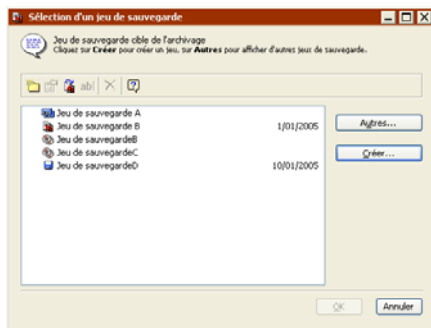 Sélection d'un jeu de sauvegarde
Jeu de sauvegarde cible de l'archivage
Cliquez sur Créer pour créer un jeu, sur Autres pour afficher d'autres jeux de sauvegarde.
abl
Jeu de sauvegarde A
Jeu de sauvegarde B 1/01/2005
Jeu de sauvegardeB
Jeu de sauvegardeC
Jeu de sauvegardeD 10/01/2005
Autres...
Créer...
OK Annuler